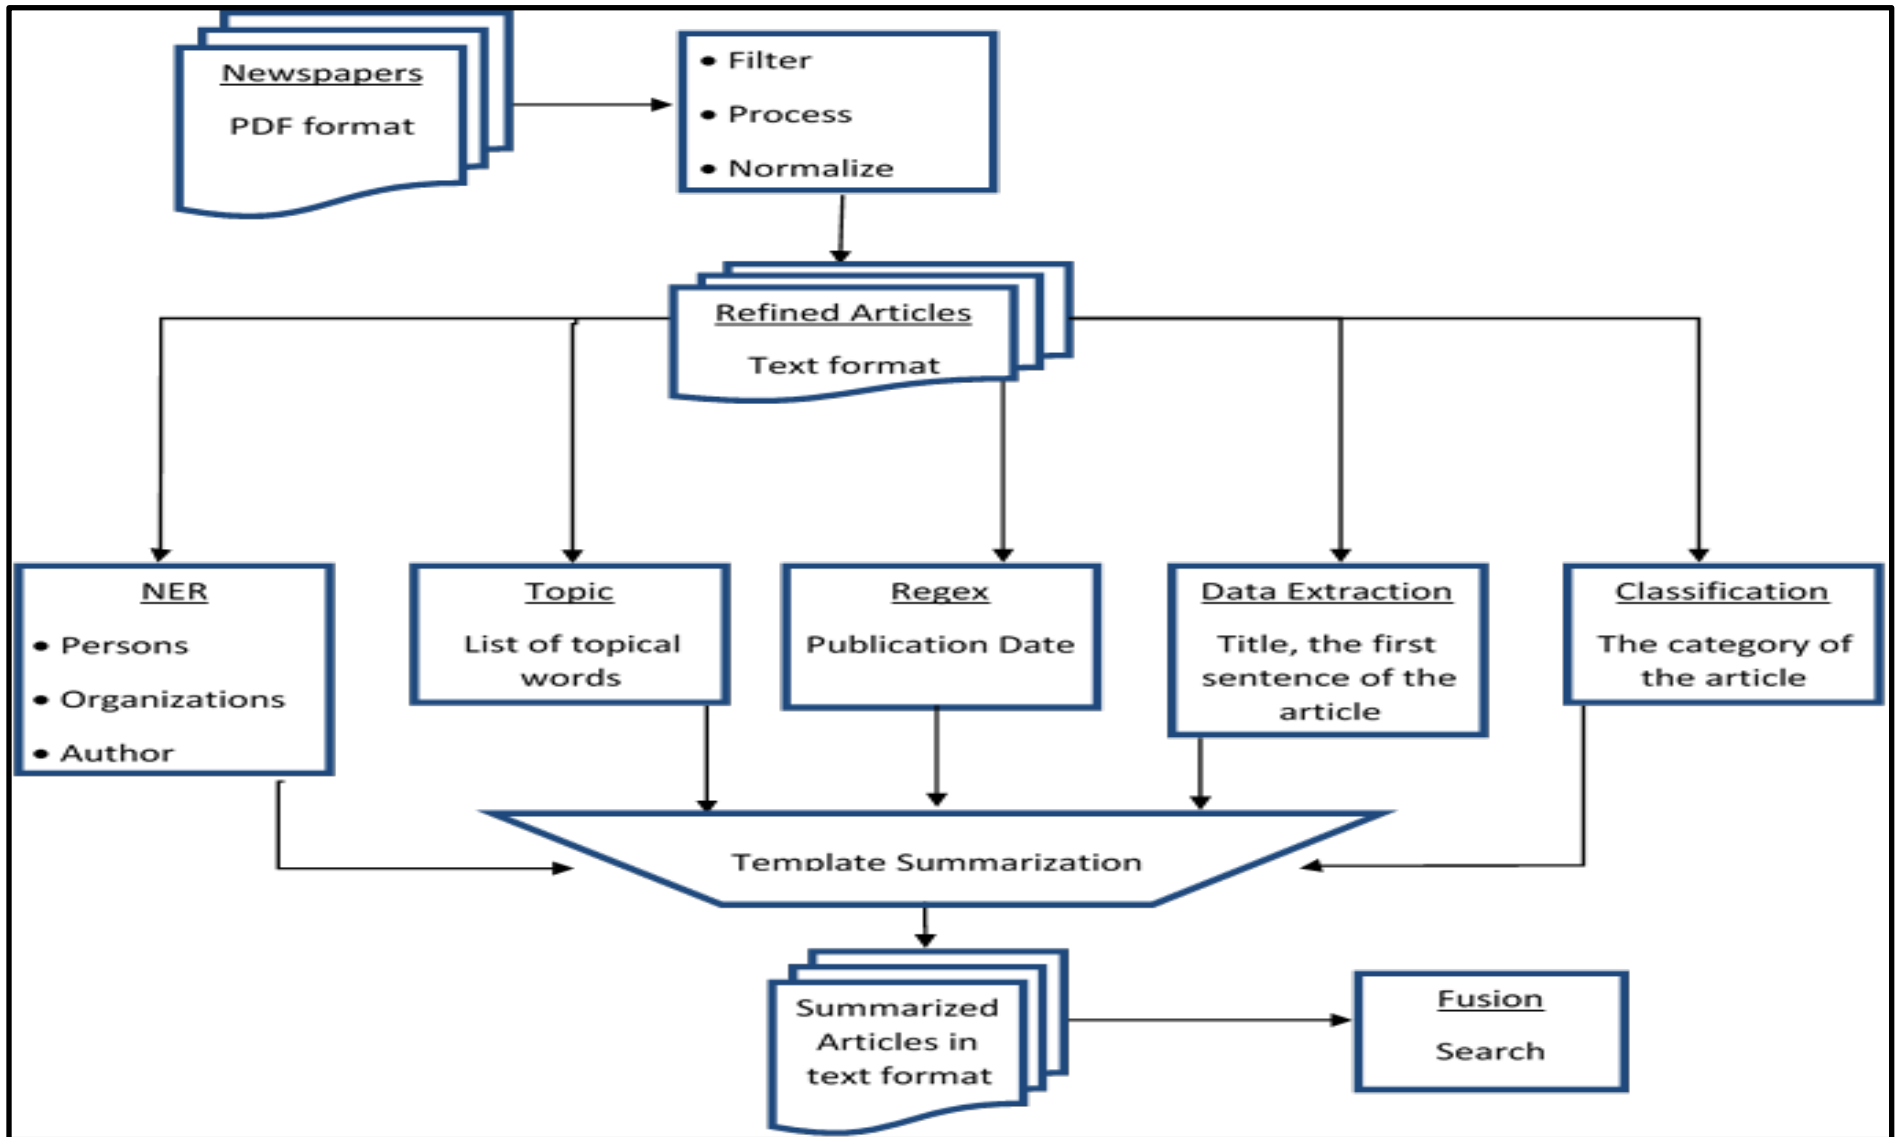 Newspapers
PDF format
• Filter
• Process
• Normalize
Refined Articles
Text format
NER
• Persons
• Organizations
• Author
Topic
List of topical
words
Regex
Publication Date
Data Extraction
Title, the first
sentence of the
article
Classification
The category of
the article
Template Summarization
Summarized
Articles in
text format
Fusion
Search